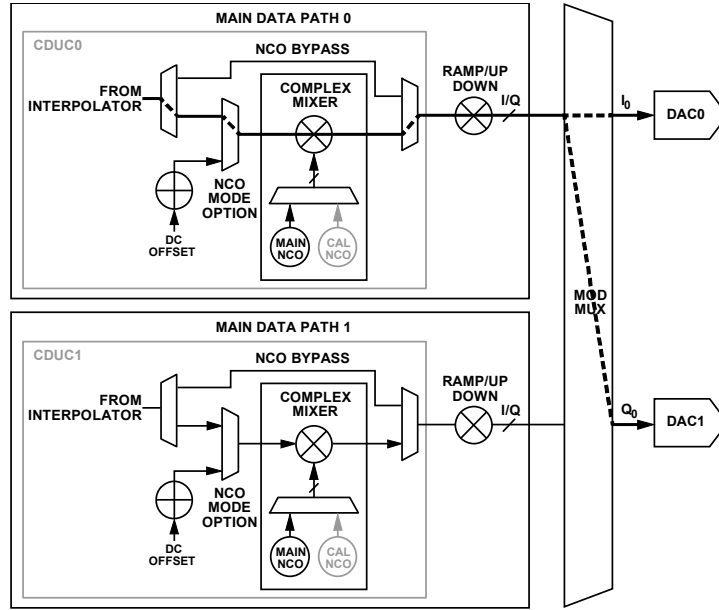 MAIN DATA PATH 0
CDUC0
NCO BYPASS
FROM
INTERPOLATOR
COMPLEX
MIXER
RAMP/UP
DOWN
I/Q
I0
DAC0
NCO
MODE
OPTION
DC
OFFSET
MAIN
NCO
CAL
NCO
MOD
MUX
MAIN DATA PATH 1
CDUC1
NCO BYPASS
FROM
INTERPOLATOR
COMPLEX
MIXER
RAMP/UP
DOWN
I/Q
Q0
DAC1
NCO
MODE
OPTION
DC
OFFSET
MAIN
NCO
CAL
NCO